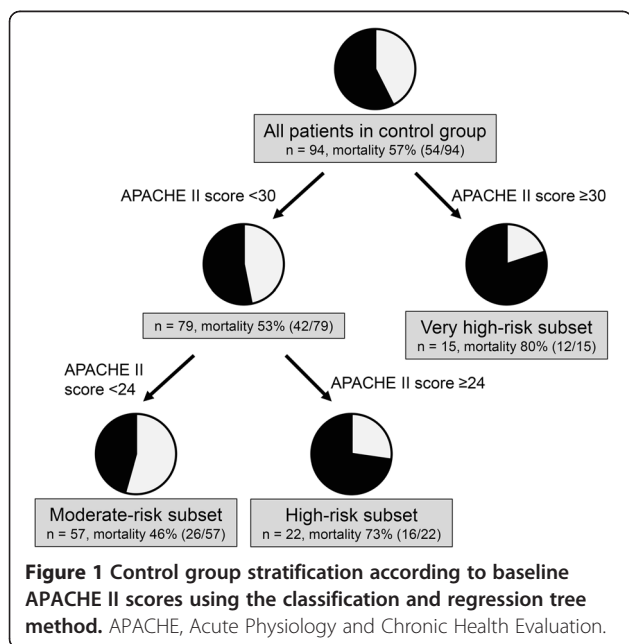 All patients in control group
n = 94, mortality 57% (54/94)
APACHE II score <30
APACHE II score ≥30
n = 79, mortality 53% (42/79)
Very high-risk subset
n = 15, mortality 80% (12/15)
APACHE II
score <24
APACHE II score ≥24
Moderate-risk subset
n = 57, mortality 46% (26/57)
High-risk subset
n = 22, mortality 73% (16/22)
Figure 1 Control group stratification according to baseline
APACHE II scores using the classification and regression tree
method. APACHE, Acute Physiology and Chronic Health Evaluation.